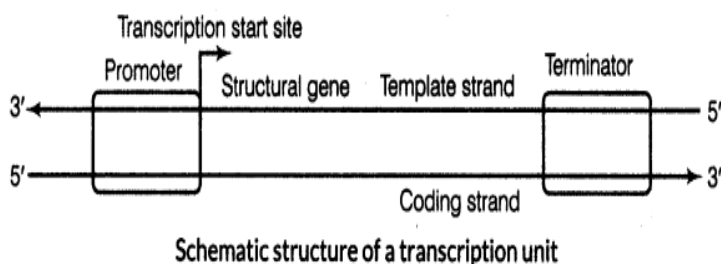 Transcription start site
Promoter
Terminator
Structural gene
Template strand
3′
5′
5′
3′
Coding strand
Schematic structure of a transcription unit